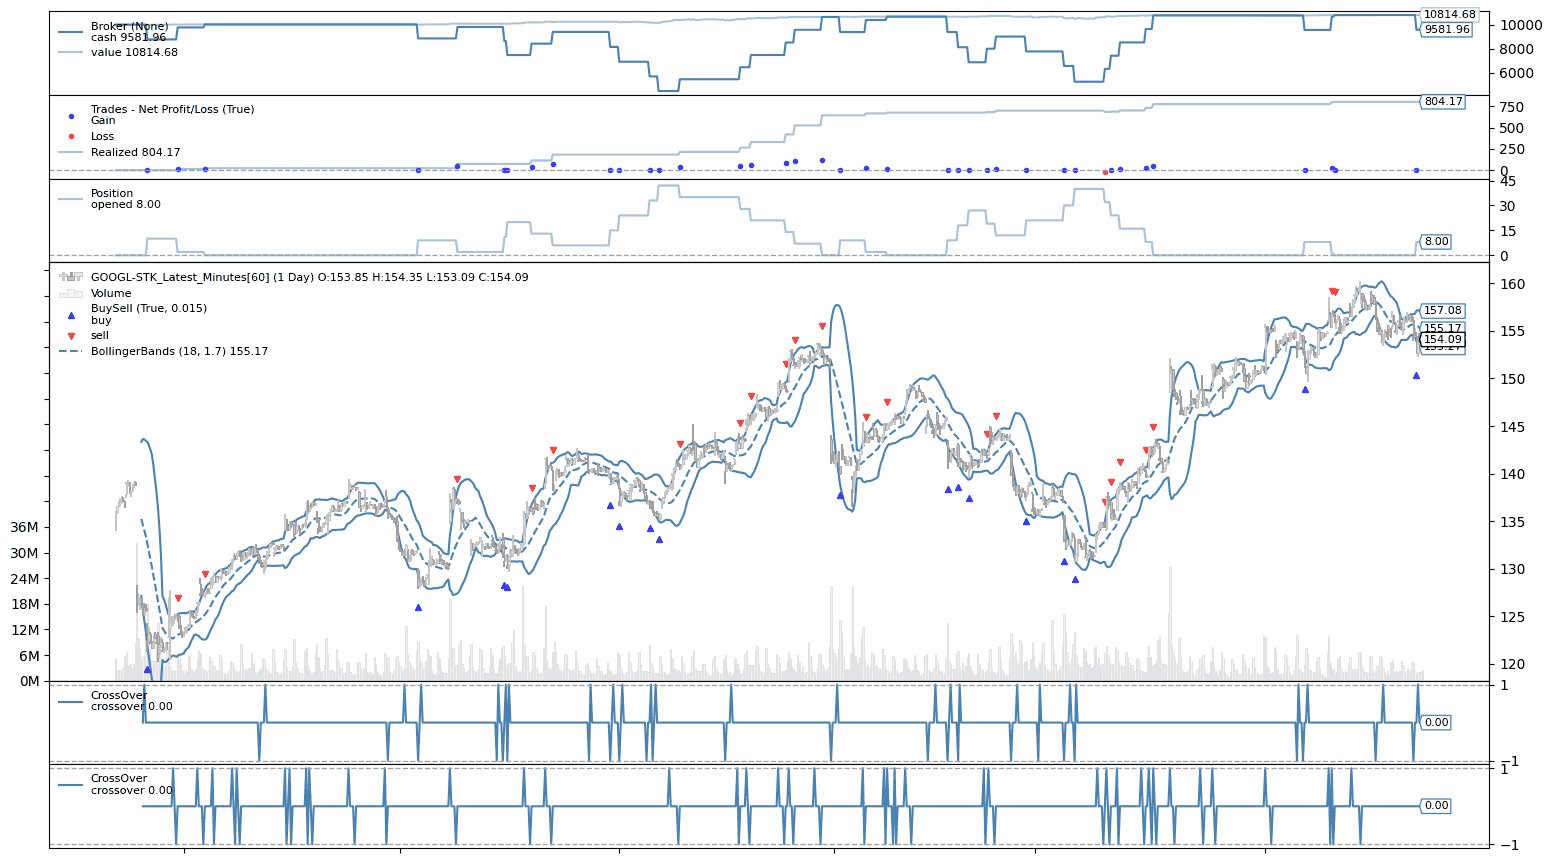 Broker (None)
cash 9581.96
value 10814.68
10814.68
10000
9581.96
8000
6000
Trades - Net Profit/Loss (True)
Gain
Loss
Realized 804.17
804.17
750
500
250
0
Position
opened 8.00
45
30
15
8.00
0
GOOGL-STK_Latest_Minutes[60] (1 Day) O:153.85 H:154.35 L:153.09 C:154.09
Volume
BuySell (True, 0.015)
buy
sell
BollingerBands (18, 1.7) 155.17
160
157.08
155.17
155
154.09
150
145
140
135
130
125
120
36M
30M
24M
18M
12M
6M
0M
CrossOver
crossover 0.00
1
0.00
−1
CrossOver
crossover 0.00
1
0.00
−1